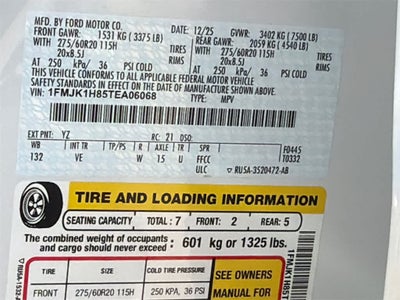 MFD. BY FORD MOTOR CO.
12/25 GVWR: 3402 KG (7500 LB)
FRONT GAWR: 1531 KG (3375 LB) REAR GAWR: 2059 KG (4540 LB)
WITH 275/60R20 115H TIRES WITH 275/60R20 115H TIRES
20x8.5J RIMS 20x8.5J RIMS
AT 250 kPa/ 36 PSI COLD AT 250 kPa/ 36 PSI COLD
THIS VEHICLE CONFORMS TO ALL APPLICABLE FEDERAL MOTOR VEHICLE
SAFETY STANDARDS IN EFFECT ON THE DATE OF MANUFACTURE SHOWN ABOVE.
VIN: 1FMJK1H85TEA06068
TYPE: MPV
EXT PNT: YZ RC: 21 DSO: F0445
WB INT TR TP/PS R AXLE TR SPR T0332
132 VE W 15 U FFCC
ULC RU5A-3520472-AB
TIRE AND LOADING INFORMATION
SEATING CAPACITY TOTAL: 7 FRONT: 2 REAR: 5
The combined weight of occupants
and cargo should never exceed: 601 kg or 1325 lbs.
TIRE SIZE COLD TIRE PRESSURE
FRONT 275/60R20 115H 250 KPA, 36 PSI
SEE OWNERS
MANUAL FOR